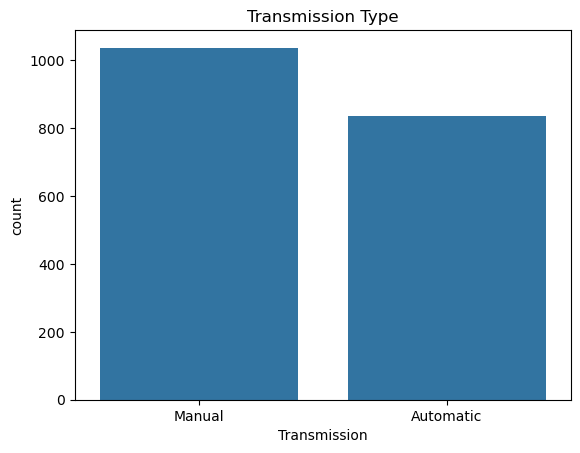 Transmission Type
1000
800
600
400
200
0
count
Manual
Automatic
Transmission